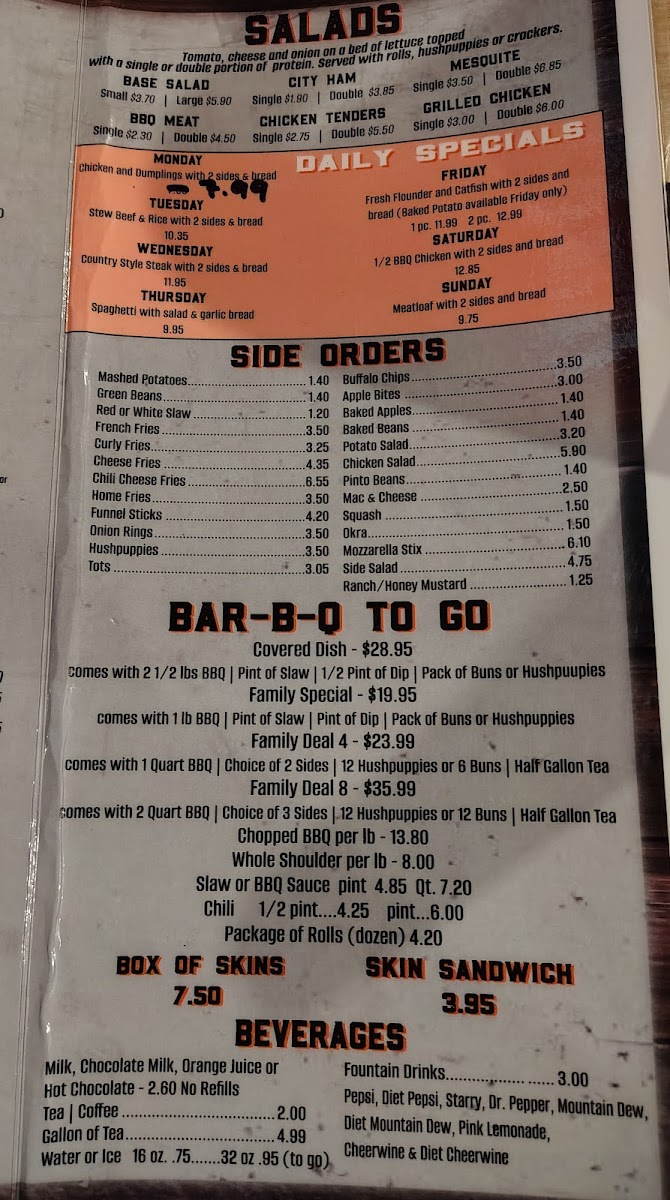 SALADS
Tomato, cheese and onion on a bed of lettuce topped
with a single or double portion of protein. Served with rolls, hushpuppies or crackers.
BASE SALAD
Small $3.70 | Large $5.90
CITY HAM
Single $1.90 | Double $3.85
MESQUITE
Single $3.50 | Double $6.85
BBQ MEAT
Single $2.30 | Double $4.50
CHICKEN TENDERS
Single $2.75 | Double $5.50
GRILLED CHICKEN
Single $3.00 | Double $6.00
DAILY SPECIALS
MONDAY
Chicken and Dumplings with 2 sides & bread
7.99
TUESDAY
Stew Beef & Rice with 2 sides & bread
10.35
WEDNESDAY
Country Style Steak with 2 sides & bread
11.95
THURSDAY
Spaghetti with salad & garlic bread
9.95
FRIDAY
Fresh Flounder and Catfish with 2 sides and
bread (Baked Potato available Friday only)
1 pc. 11.99 2 pc. 12.99
SATURDAY
1/2 BBQ Chicken with 2 sides and bread
12.85
SUNDAY
Meatloaf with 2 sides and bread
9.75
SIDE ORDERS
Mashed Potatoes.......... 1.40
Green Beans.......... 1.40
Red or White Slaw .......... 1.20
French Fries .......... 3.50
Curly Fries.......... 3.25
Cheese Fries .......... 4.35
Chili Cheese Fries .......... 6.55
Home Fries.......... 3.50
Funnel Sticks .......... 4.20
Onion Rings.......... 3.50
Hushpuppies .......... 3.50
Tots .......... 3.05
Buffalo Chips .......... 3.50
Apple Bites .......... 3.00
Baked Apples.......... 1.40
Baked Beans .......... 1.40
Potato Salad.......... 3.20
Chicken Salad.......... 5.90
Pinto Beans.......... 1.40
Mac & Cheese .......... 2.50
Squash .......... 1.50
Okra.......... 1.50
Mozzarella Stix .......... 6.10
Side Salad .......... 4.75
Ranch/Honey Mustard .......... 1.25
BAR-B-Q TO GO
Covered Dish - $28.95
comes with 2 1/2 lbs BBQ | Pint of Slaw | 1/2 Pint of Dip | Pack of Buns or Hushpuupies
Family Special - $19.95
comes with 1 lb BBQ | Pint of Slaw | Pint of Dip | Pack of Buns or Hushpuppies
Family Deal 4 - $23.99
comes with 1 Quart BBQ | Choice of 2 Sides | 12 Hushpuppies or 6 Buns | Half Gallon Tea
Family Deal 8 - $35.99
comes with 2 Quart BBQ | Choice of 3 Sides | 12 Hushpuppies or 12 Buns | Half Gallon Tea
Chopped BBQ per lb - 13.80
Whole Shoulder per lb - 8.00
Slaw or BBQ Sauce pint 4.85 Qt. 7.20
Chili 1/2 pint....4.25 pint...6.00
Package of Rolls (dozen) 4.20
BOX OF SKINS
7.50
SKIN SANDWICH
3.95
BEVERAGES
Milk, Chocolate Milk, Orange Juice or
Hot Chocolate - 2.60 No Refills
Tea | Coffee .......... 2.00
Gallon of Tea.......... 4.99
Water or Ice 16 oz. .75.......32 oz .95 (to go)
Fountain Drinks.......... 3.00
Pepsi, Diet Pepsi, Starry, Dr. Pepper, Mountain Dew,
Diet Mountain Dew, Pink Lemonade,
Cheerwine & Diet Cheerwine